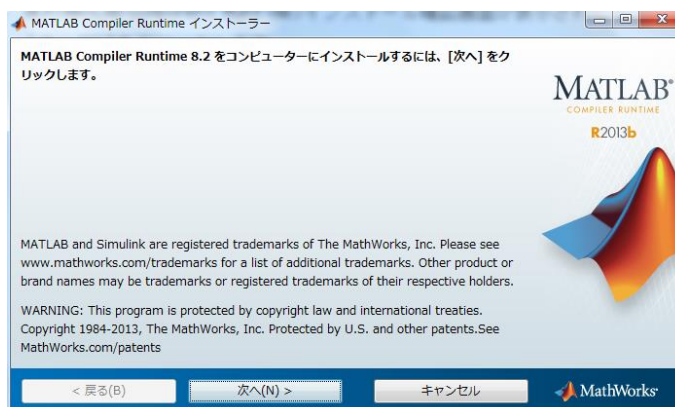 MATLAB Compiler Runtime インストーラー
MATLAB Compiler Runtime 8.2 をコンピューターにインストールするには、[次へ] をク
リックします。
MATLAB®
COMPILER RUNTIME
R2013b
MATLAB and Simulink are registered trademarks of The MathWorks, Inc. Please see
www.mathworks.com/trademarks for a list of additional trademarks. Other product or
brand names may be trademarks or registered trademarks of their respective holders.
WARNING: This program is protected by copyright law and international treaties.
Copyright 1984-2013, The MathWorks, Inc. Protected by U.S. and other patents.See
MathWorks.com/patents
< 戻る(B)
次へ(N) >
キャンセル
MathWorks®